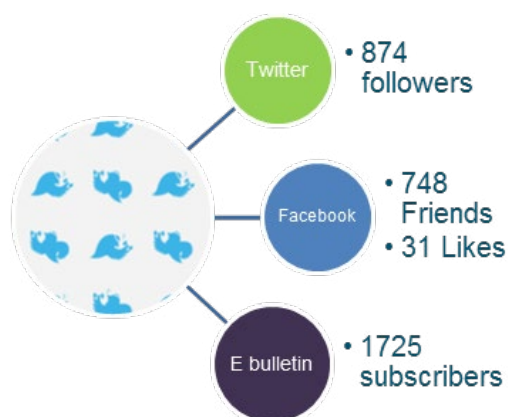 Twitter
• 874
followers
Facebook
• 748
Friends
• 31 Likes
E bulletin
• 1725
subscribers